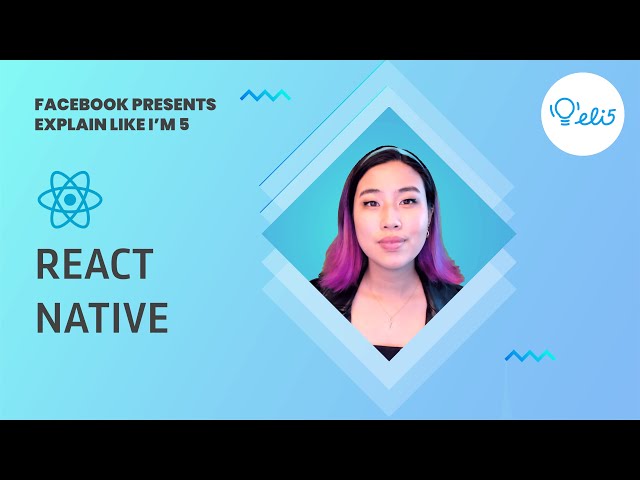 FACEBOOK PRESENTS
EXPLAIN LIKE I'M 5
eli5
REACT
NATIVE